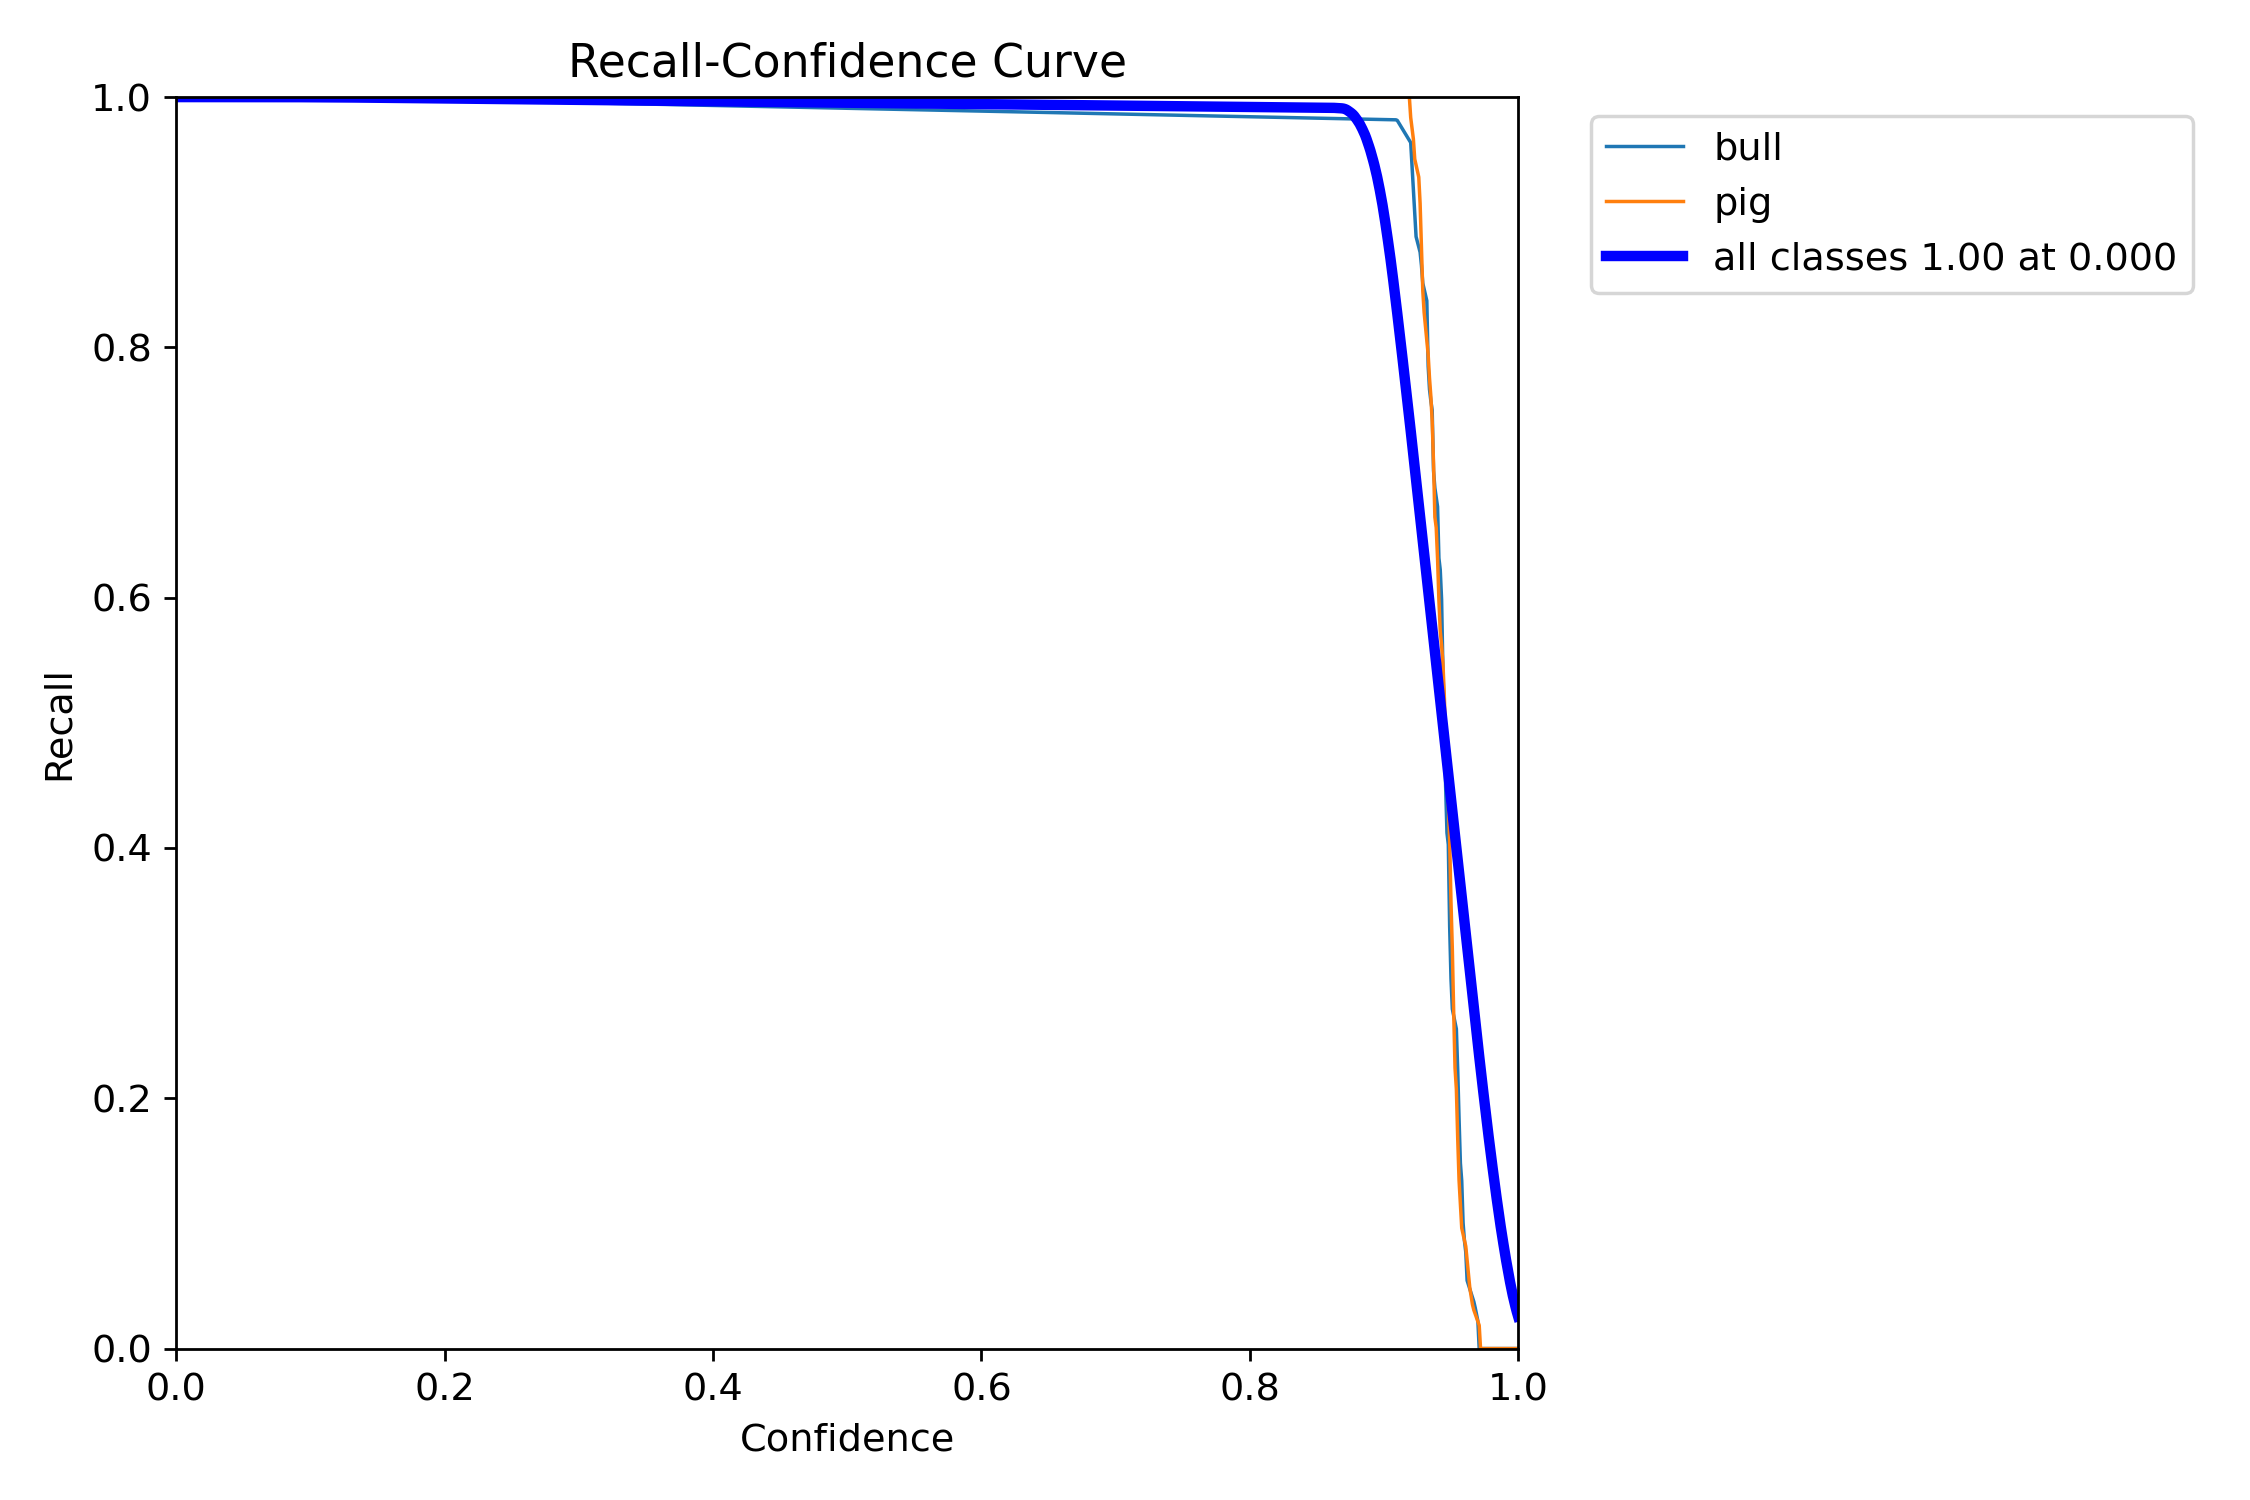 Recall-Confidence Curve
1.0
0.8
0.6
0.4
0.2
0.0
Recall
0.0 0.2 0.4 0.6 0.8 1.0
Confidence
bull
pig
all classes 1.00 at 0.000